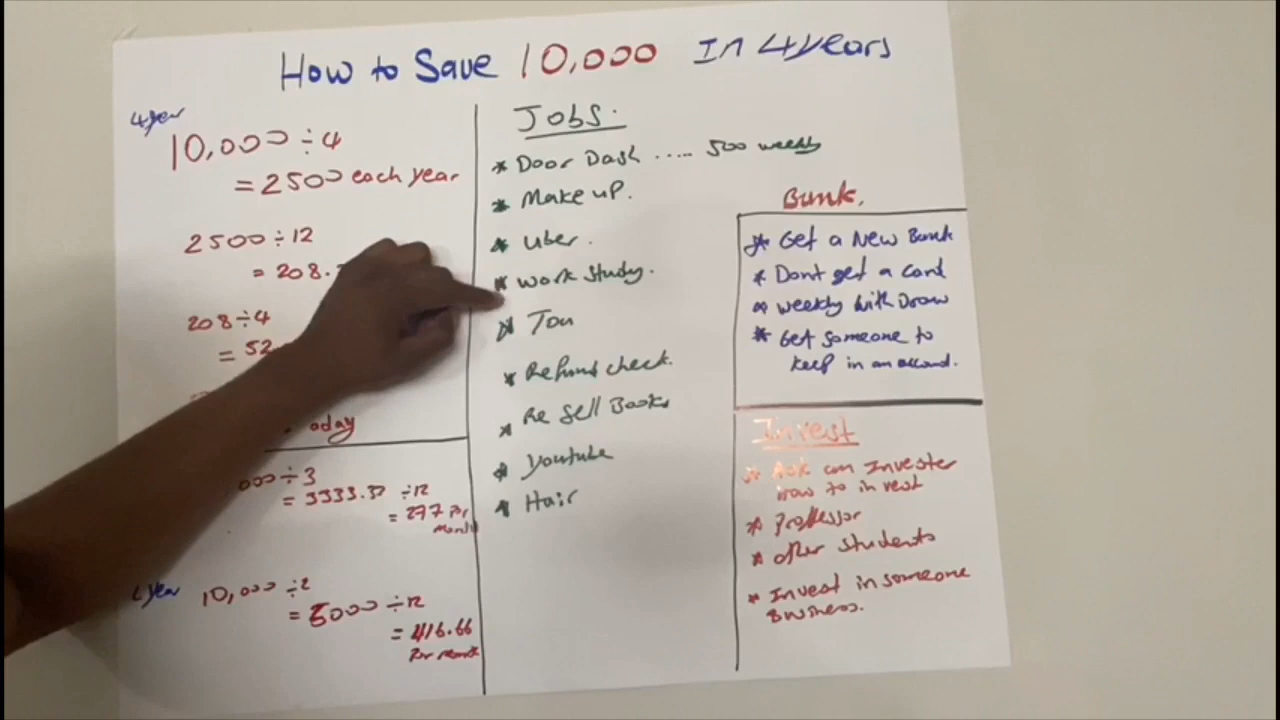 How to Save 10,000 In 4years
4year
10,000 ÷ 4
= 2500 each year
2500 ÷ 12
= 208.
208 ÷ 4
= 52
oday
000 ÷ 3
= 3333.33 ÷ 12
= 277 Per
month
10,000 ÷ 2
= 5000 ÷ 12
= 416.66
Per month
Jobs.
* Door Dash ..... 500 weekly
* Make up.
* Uber.
* Work study.
*
* Refund check.
* Re Sell Books
* Youtube
* Hair
Bank.
* Get a New Bank
* Dont get a card
* weekly with Draw
* Get someone to
keep in an account.
Invest
* Ask an Invester
how to invest
* Proffessor
* other students
* Invest in someone
Business.